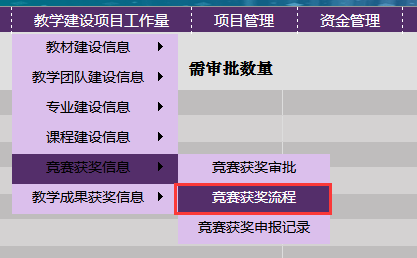 教学建设项目工作量 项目管理 资金管理
教材建设信息
需审批数量
教学团队建设信息
专业建设信息
课程建设信息
竟赛获奖信息 竟赛获奖审批
教学成果获奖信息 竟赛获奖流程
竟赛获奖申报记录